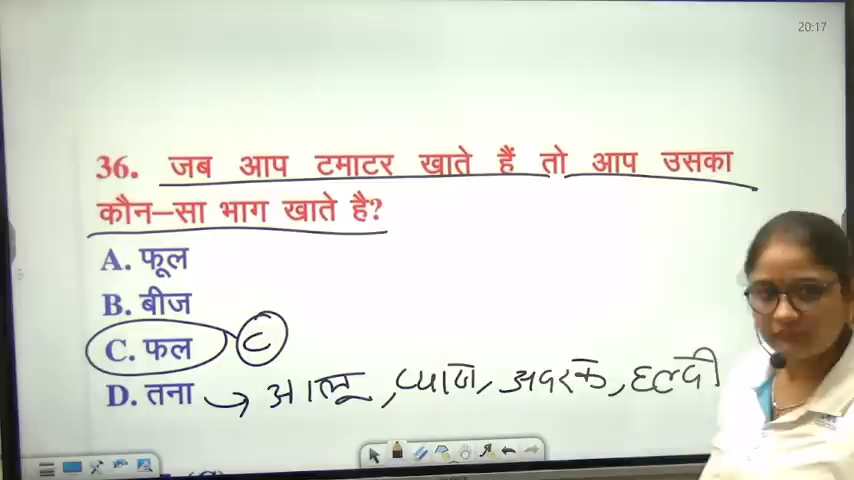 20:17
36. जब आप टमाटर खाते हैं तो आप उसका
कौन–सा भाग खाते है?
A. फूल
B. बीज
C. फल C
D. तना → आलू, प्याज, अदरक, हल्दी